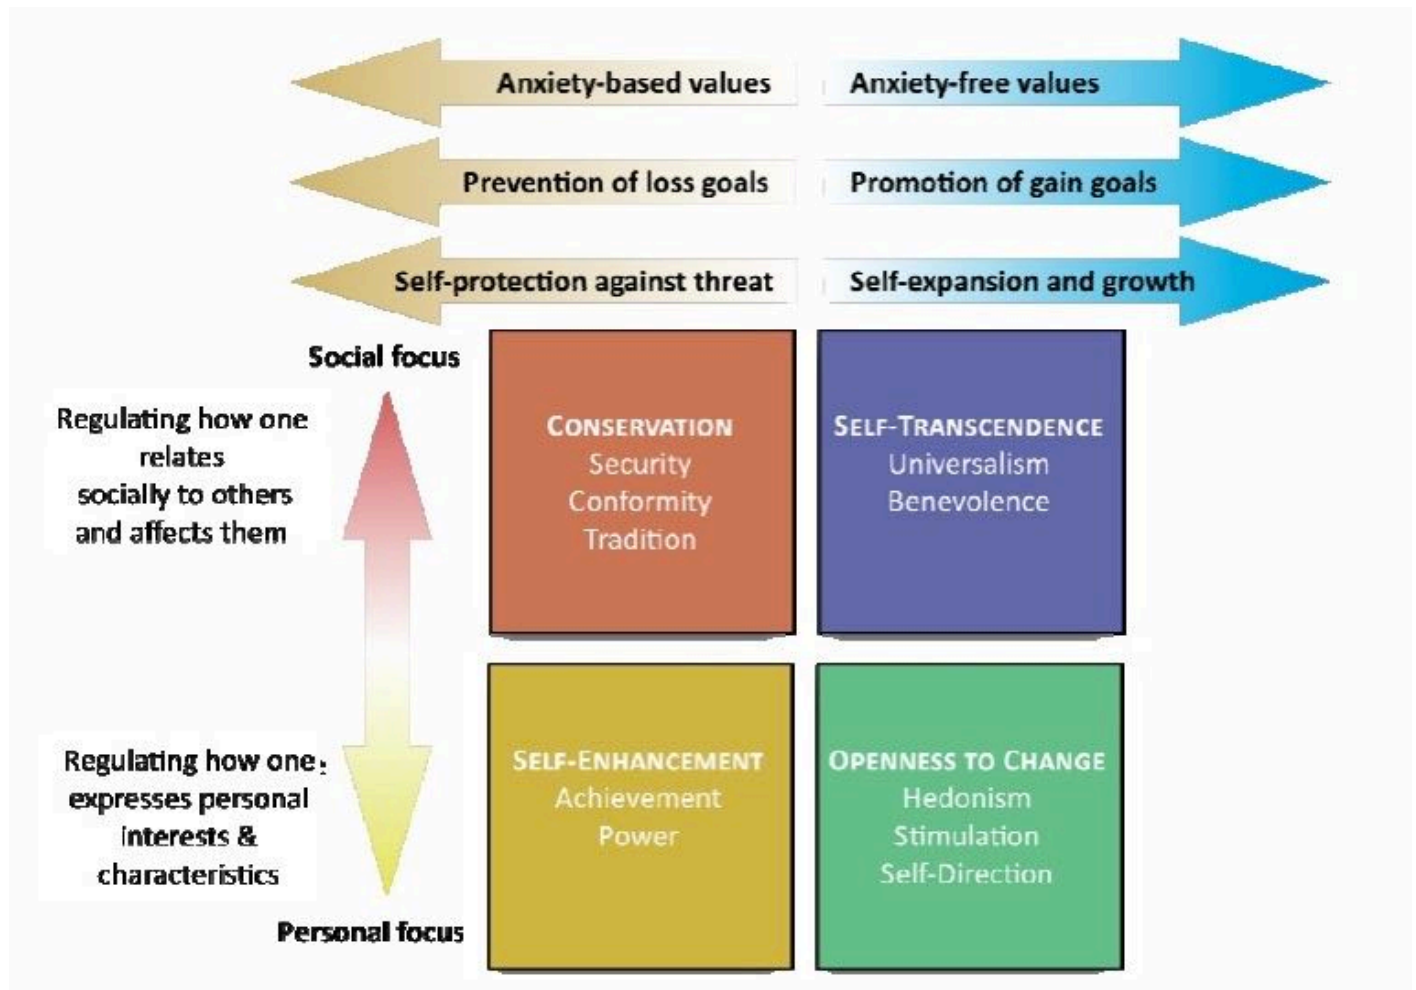 Anxiety-based values
Anxiety-free values
Prevention of loss goals
Promotion of gain goals
Self-protection against threat
Self-expansion and growth
Social focus
Regulating how one
relates
socially to others
and affects them
CONSERVATION
Security
Conformity
Tradition
SELF-TRANSCENDENCE
Universalism
Benevolence
Regulating how one
expresses personal
interests &
characteristics
Personal focus
SELF-ENHANCEMENT
Achievement
Power
OPENNESS TO CHANGE
Hedonism
Stimulation
Self-Direction